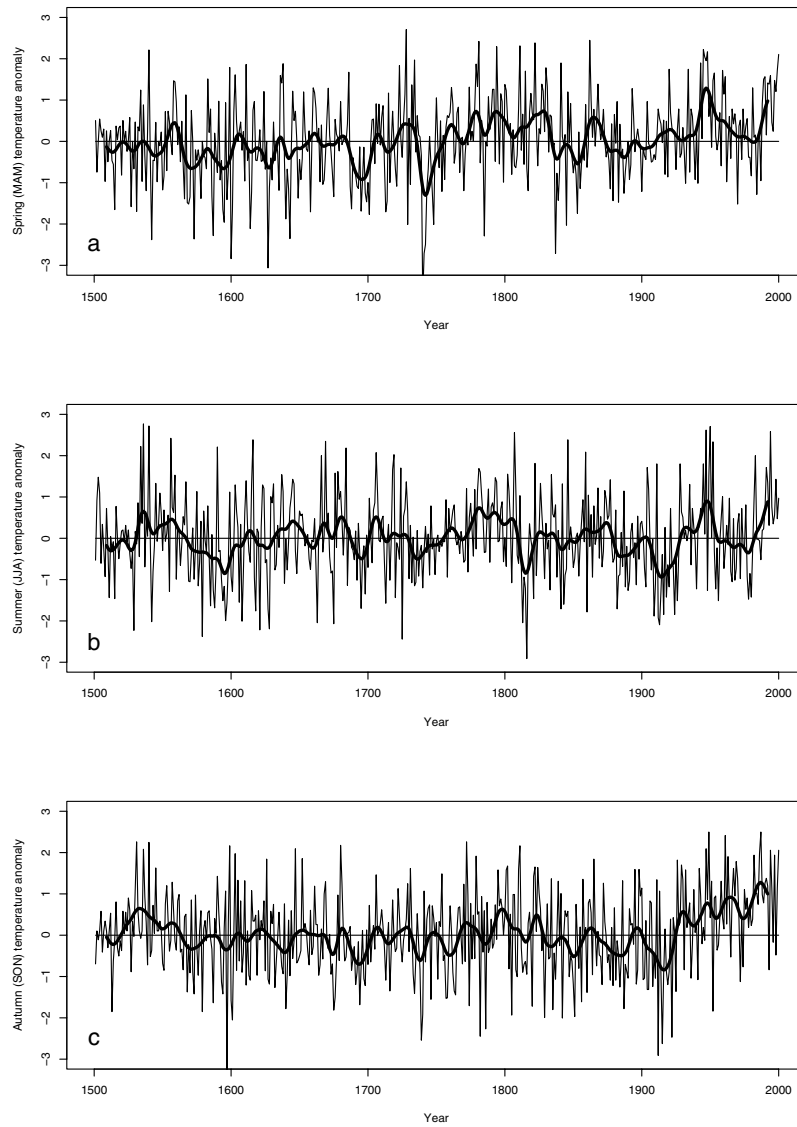 Spring (MAM) temperature anomaly
3
2
1
0
−1
−2
−3
a
1500 1600 1700 1800 1900 2000
Year
Summer (JJA) temperature anomaly
3
2
1
0
−1
−2
−3
b
1500 1600 1700 1800 1900 2000
Year
Autumn (SON) temperature anomaly
3
2
1
0
−1
−2
−3
c
1500 1600 1700 1800 1900 2000
Year